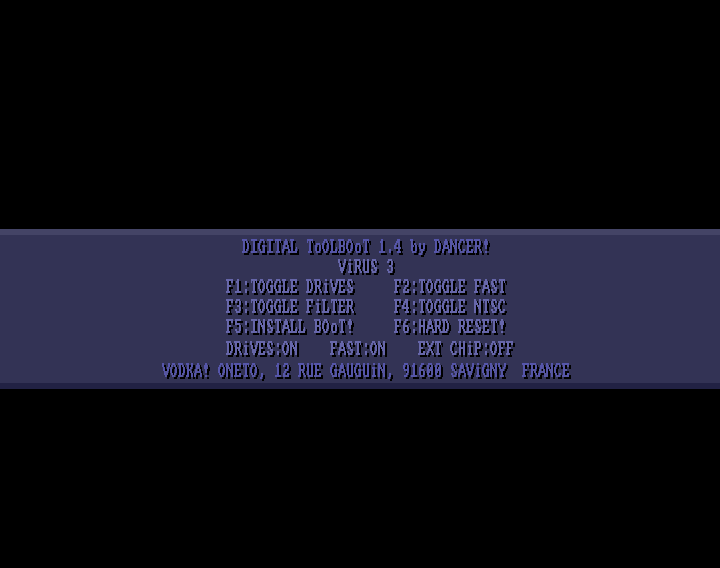 DIGITAL ToOLBOoT 1.4 by DANCER!
ViRUS 3
F1:TOGGLE DRiVES F2:TOGGLE FAST
F3:TOGGLE FiLTER F4:TOGGLE NTSC
F5:INSTALL BOoT! F6:HARD RESET!
DRiVES:ON FAST:ON EXT CHiP:OFF
VODKA! ONETO, 12 RUE GAUGUiN, 91600 SAViGNY FRANCE